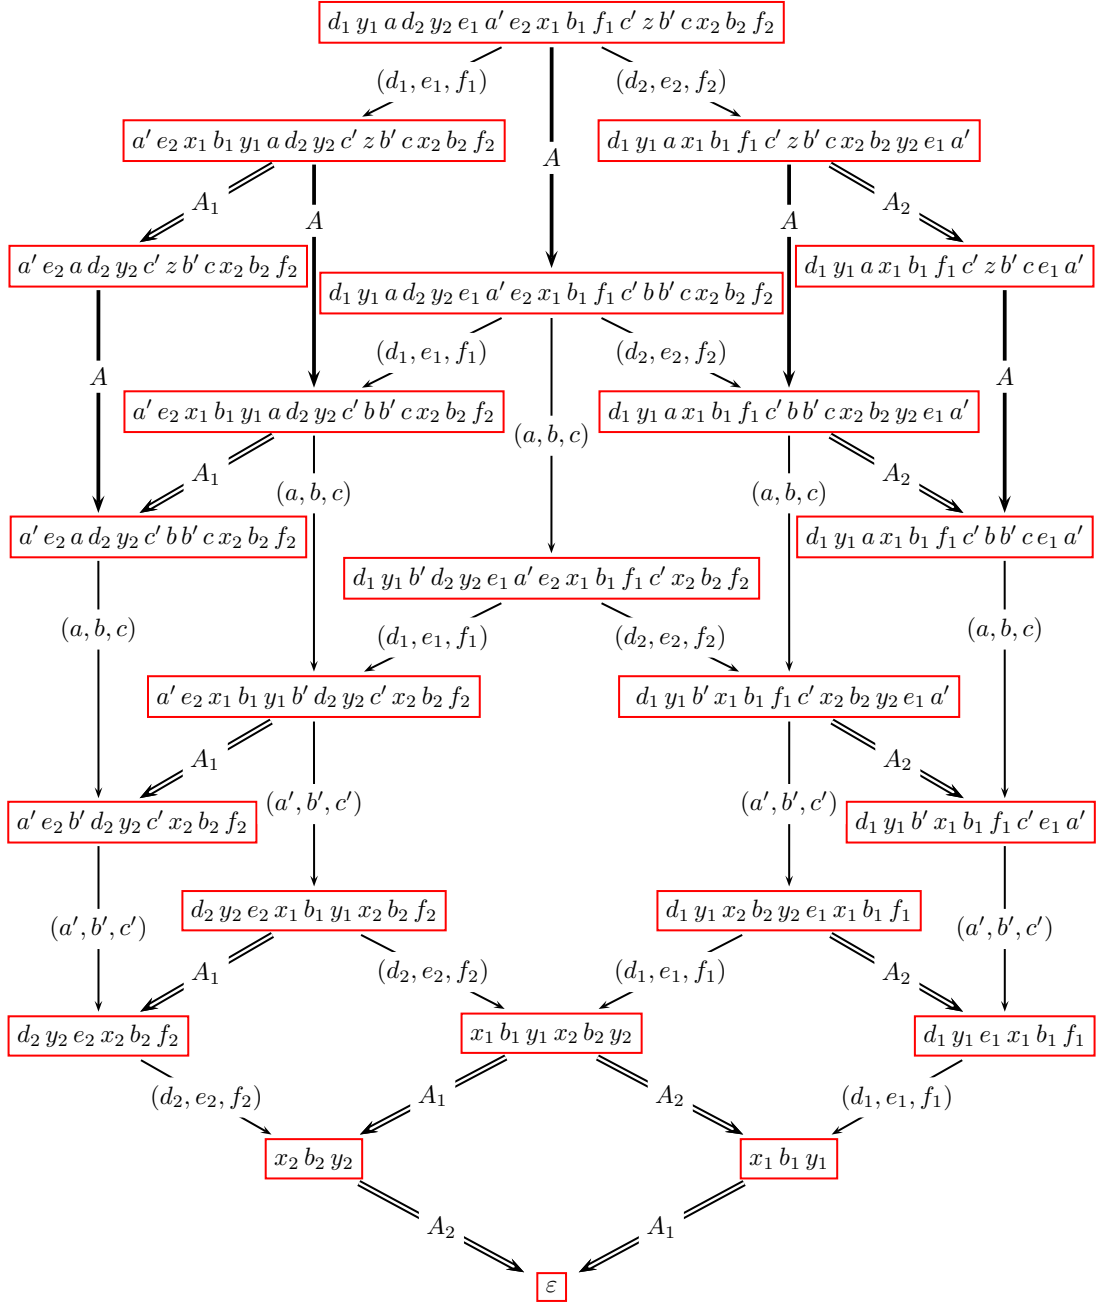 d₁ y₁ a d₂ y₂ e₁ a′ e₂ x₁ b₁ f₁ c′ z b′ c x₂ b₂ f₂
(d₁, e₁, f₁) (d₂, e₂, f₂)
a′ e₂ x₁ b₁ y₁ a d₂ y₂ c′ z b′ c x₂ b₂ f₂ d₁ y₁ a x₁ b₁ f₁ c′ z b′ c x₂ b₂ y₂ e₁ a′
A
A₁ A₂
A A
a′ e₂ a d₂ y₂ c′ z b′ c x₂ b₂ f₂ d₁ y₁ a x₁ b₁ f₁ c′ z b′ c e₁ a′
d₁ y₁ a d₂ y₂ e₁ a′ e₂ x₁ b₁ f₁ c′ b b′ c x₂ b₂ f₂
(d₁, e₁, f₁) (d₂, e₂, f₂)
A A
a′ e₂ x₁ b₁ y₁ a d₂ y₂ c′ b b′ c x₂ b₂ f₂ d₁ y₁ a x₁ b₁ f₁ c′ b b′ c x₂ b₂ y₂ e₁ a′
(a, b, c)
A₁ A₂
(a, b, c) (a, b, c)
a′ e₂ a d₂ y₂ c′ b b′ c x₂ b₂ f₂ d₁ y₁ a x₁ b₁ f₁ c′ b b′ c e₁ a′
d₁ y₁ b′ d₂ y₂ e₁ a′ e₂ x₁ b₁ f₁ c′ x₂ b₂ f₂
(a, b, c) (d₁, e₁, f₁) (d₂, e₂, f₂) (a, b, c)
a′ e₂ x₁ b₁ y₁ b′ d₂ y₂ c′ x₂ b₂ f₂ d₁ y₁ b′ x₁ b₁ f₁ c′ x₂ b₂ y₂ e₁ a′
A₁ A₂
(a′, b′, c′) (a′, b′, c′)
a′ e₂ b′ d₂ y₂ c′ x₂ b₂ f₂ d₁ y₁ b′ x₁ b₁ f₁ c′ e₁ a′
d₂ y₂ e₂ x₁ b₁ y₁ x₂ b₂ f₂ d₁ y₁ x₂ b₂ y₂ e₁ x₁ b₁ f₁
(a′, b′, c′) (a′, b′, c′)
A₁ (d₂, e₂, f₂) (d₁, e₁, f₁) A₂
d₂ y₂ e₂ x₂ b₂ f₂ x₁ b₁ y₁ x₂ b₂ y₂ d₁ y₁ e₁ x₁ b₁ f₁
(d₂, e₂, f₂) A₁ A₂ (d₁, e₁, f₁)
x₂ b₂ y₂ x₁ b₁ y₁
A₂ A₁
ε